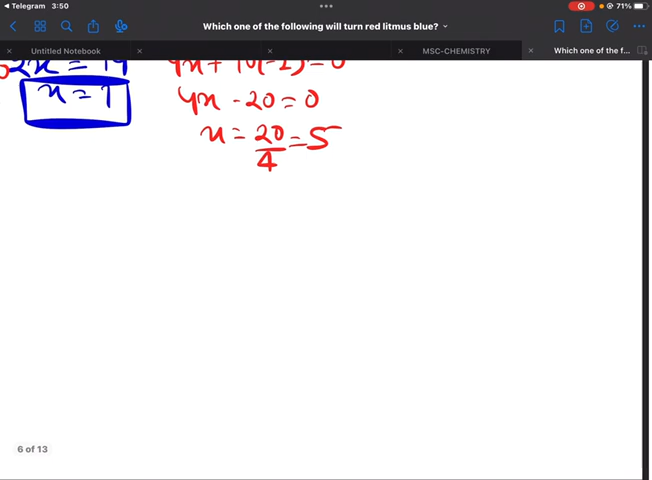 Telegram 3:50
71%
Which one of the following will turn red litmus blue?
Untitled Notebook
MSC-CHEMISTRY
Which one of the f...
4x - 20 = 0
x = 20/4 = 5
6 of 13